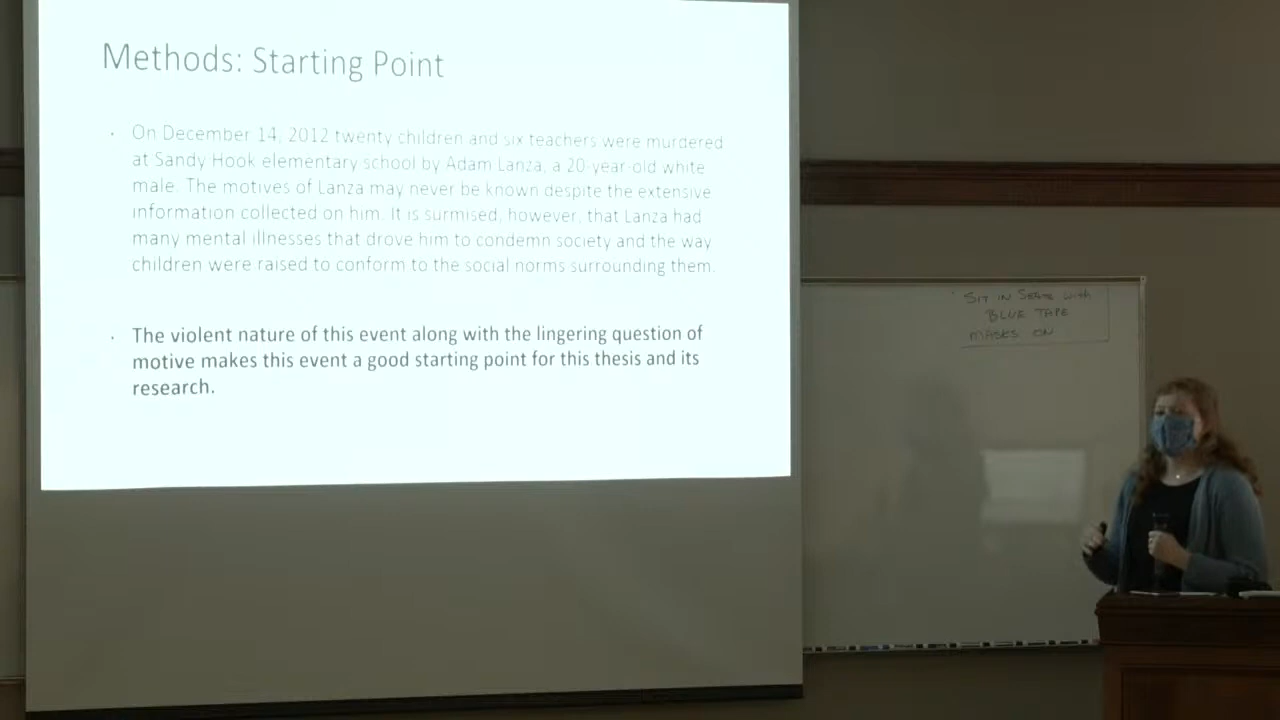 Methods: Starting Point
· On December 14, 2012 twenty children and six teachers were murdered
at Sandy Hook elementary school by Adam Lanza, a 20-year-old white
male. The motives of Lanza may never be known despite the extensive
information collected on him. It is surmised, however, that Lanza had
many mental illnesses that drove him to condemn society and the way
children were raised to conform to the social norms surrounding them.
· The violent nature of this event along with the lingering question of
motive makes this event a good starting point for this thesis and its
research.
SIT IN SEATS with
BLUE TAPE
MASKS ON